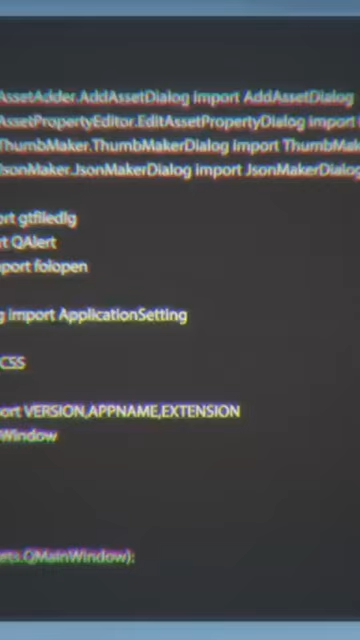 AssetAdder.AddAssetDialog import AddAssetDialog
AssetPropertyEditor.EditAssetPropertyDialog import
ThumbMaker.ThumbMakerDialog import ThumbMak
JsonMaker.JsonMakerDialog import JsonMakerDialog
ort gtfiledlg
rt QAlert
port folopen
g import ApplicationSetting
CSS
ort VERSION,APPNAME,EXTENSION
Window
ets.QMainWindow):